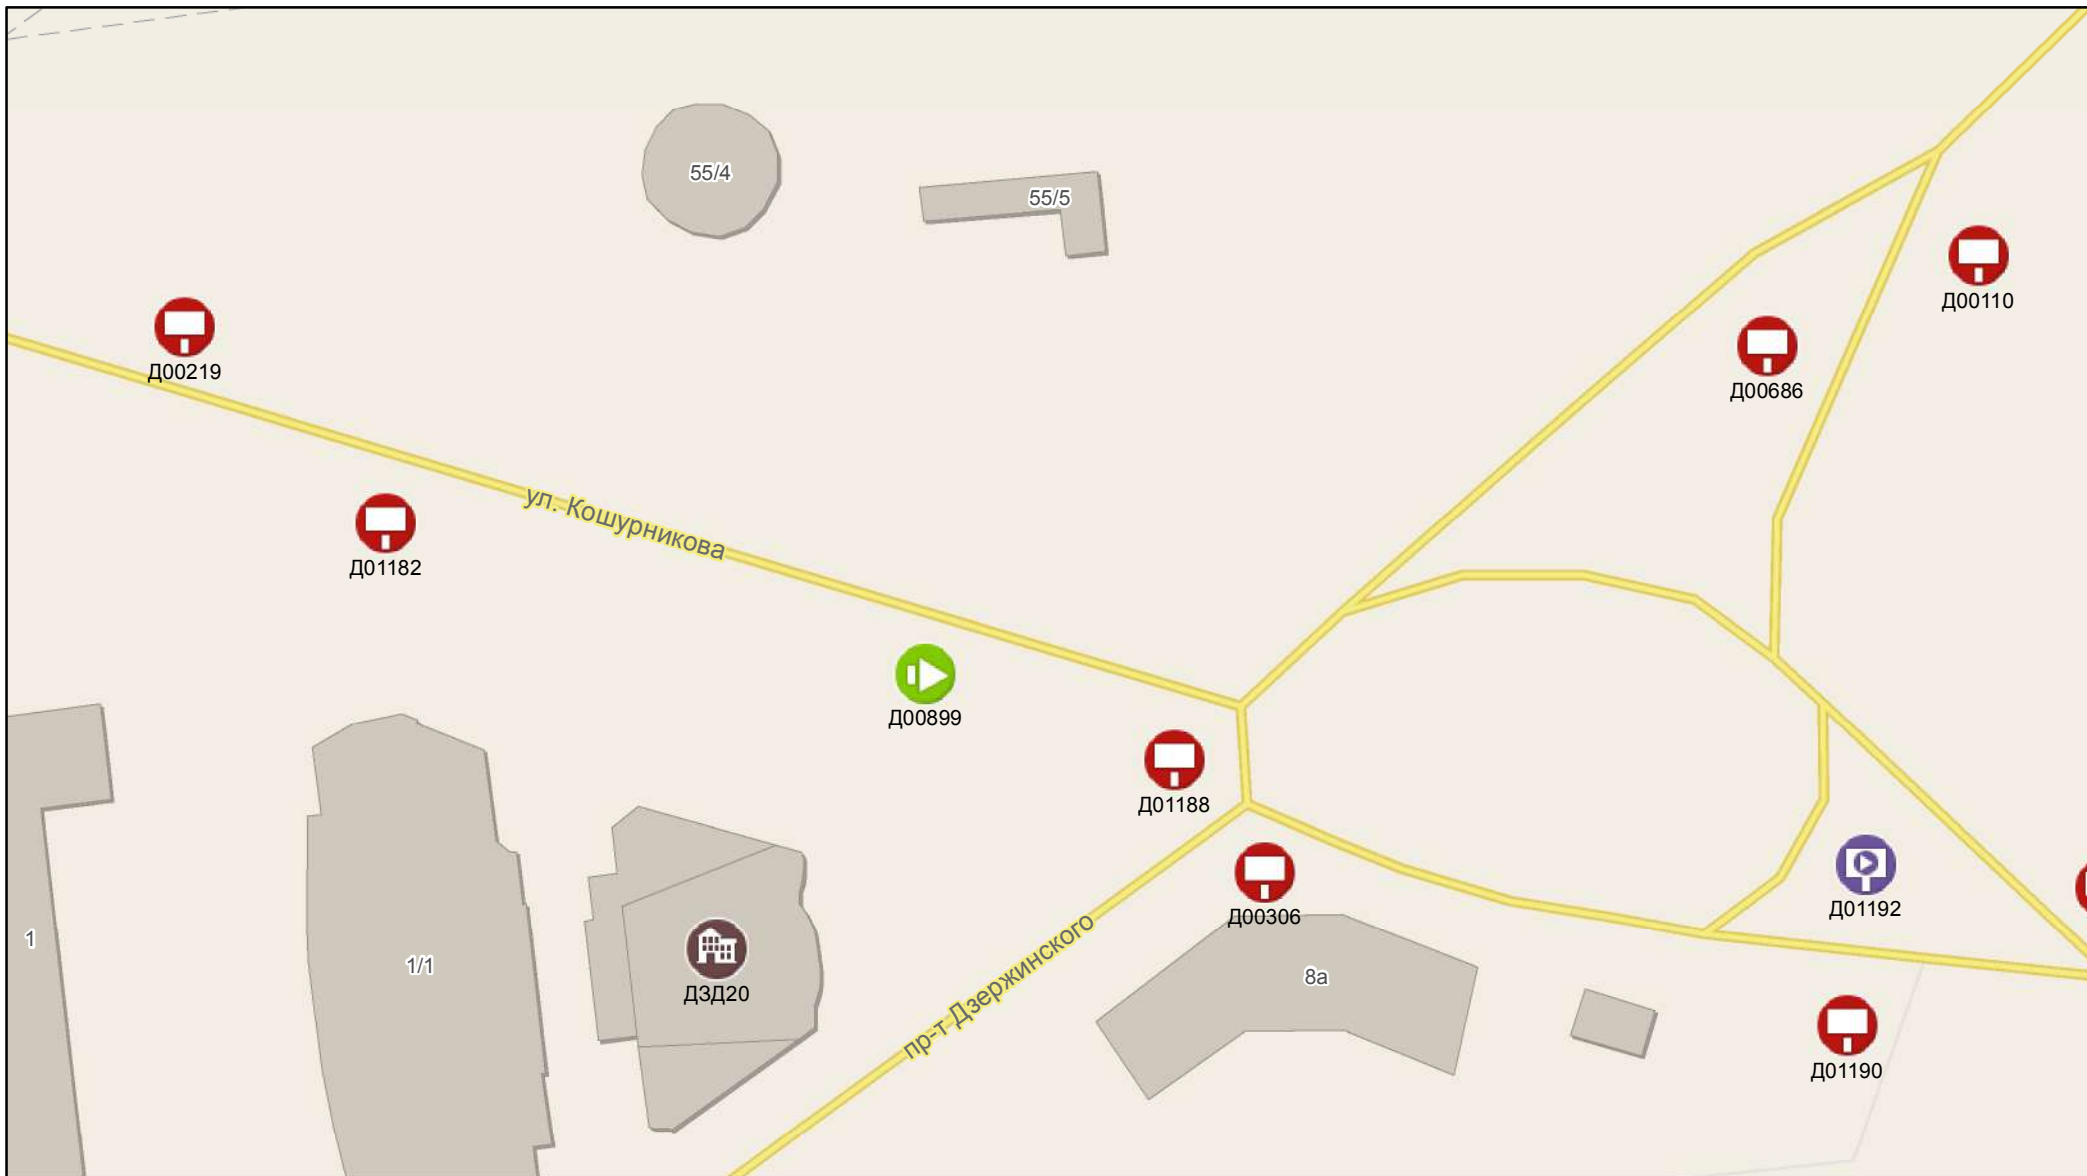 55/4
55/5
Д00110
Д00219
Д00686
ул. Кошурникова
Д01182
Д00899
Д01188
Д00306
Д01192
1
1/1
ДЗД20
пр-т Дзержинского
8а
Д01190